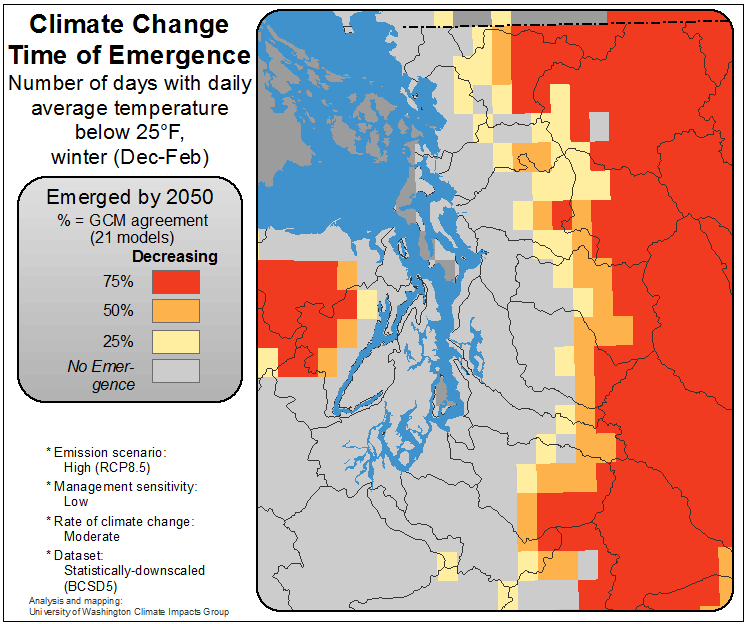 Climate Change
Time of Emergence
Number of days with daily
average temperature
below 25°F,
winter (Dec-Feb)
Emerged by 2050
% = GCM agreement
(21 models)
Decreasing
75%
50%
25%
No Emer-
gence
* Emission scenario:
High (RCP8.5)
* Management sensitivity:
Low
* Rate of climate change:
Moderate
* Dataset:
Statistically-downscaled
(BCSD5)
Analysis and mapping:
University of Washington Climate Impacts Group